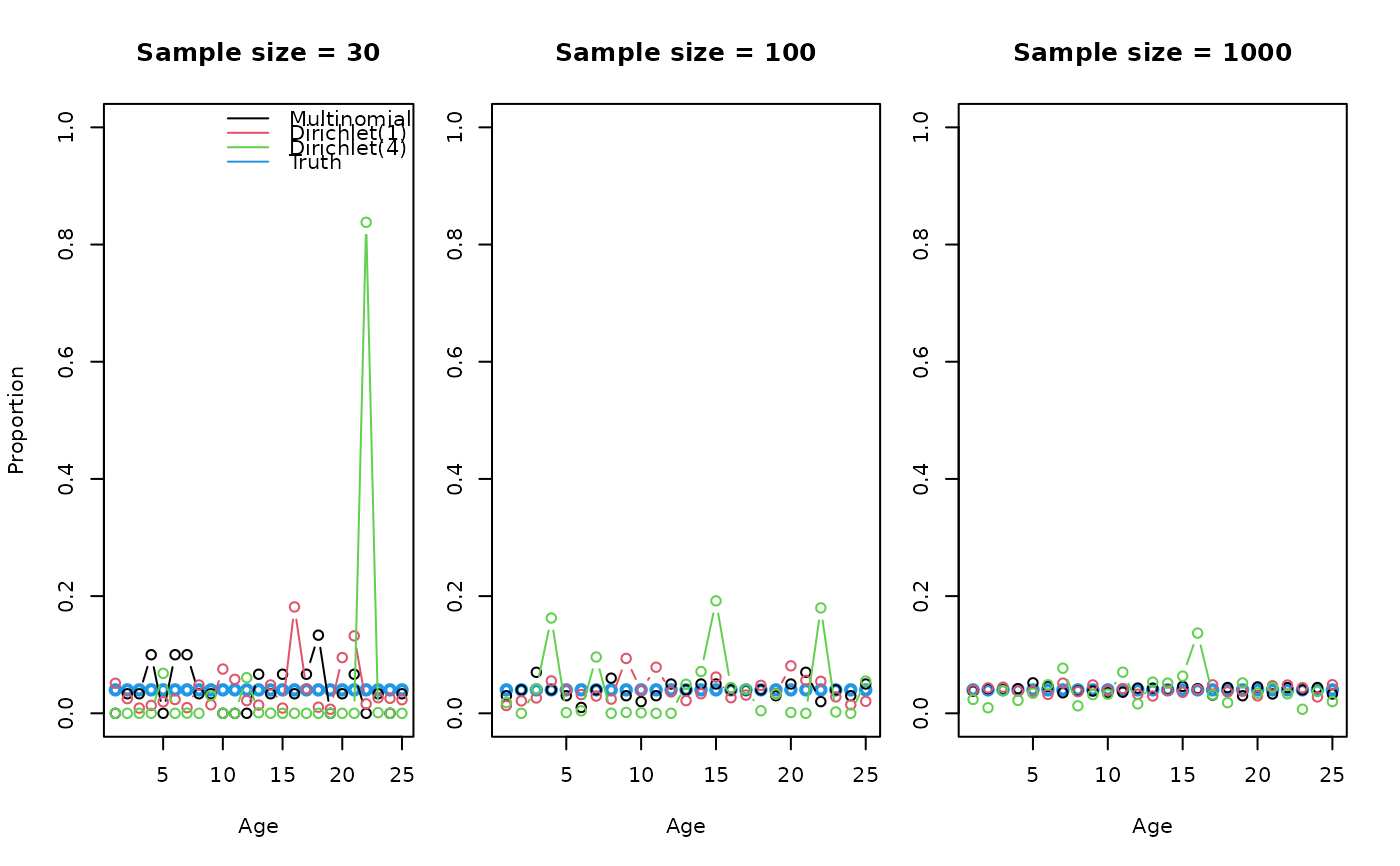 Sample size = 30
Sample size = 100
Sample size = 1000
Multinomial
Dirichlet(1)
Dirichlet(4)
Truth
Proportion
0.0 0.2 0.4 0.6 0.8 1.0
5 10 15 20 25
Age
0.0 0.2 0.4 0.6 0.8 1.0
5 10 15 20 25
Age
0.0 0.2 0.4 0.6 0.8 1.0
5 10 15 20 25
Age